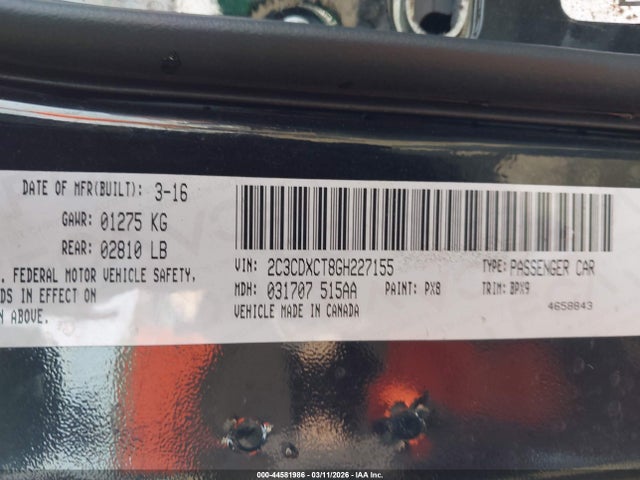 DATE OF MFR(BUILT): 3-16
GAWR: 01275 KG
REAR: 02810 LB
. FEDERAL MOTOR VEHICLE SAFETY,
DS IN EFFECT ON
N ABOVE.
VIN: 2C3CDXCT8GH227155
TYPE: PASSENGER CAR
MDH: 031707 515AA
PAINT: PX8
TRIM: BPX9
VEHICLE MADE IN CANADA
4658843
000-44581986 - 03/11/2026 - IAA Inc.